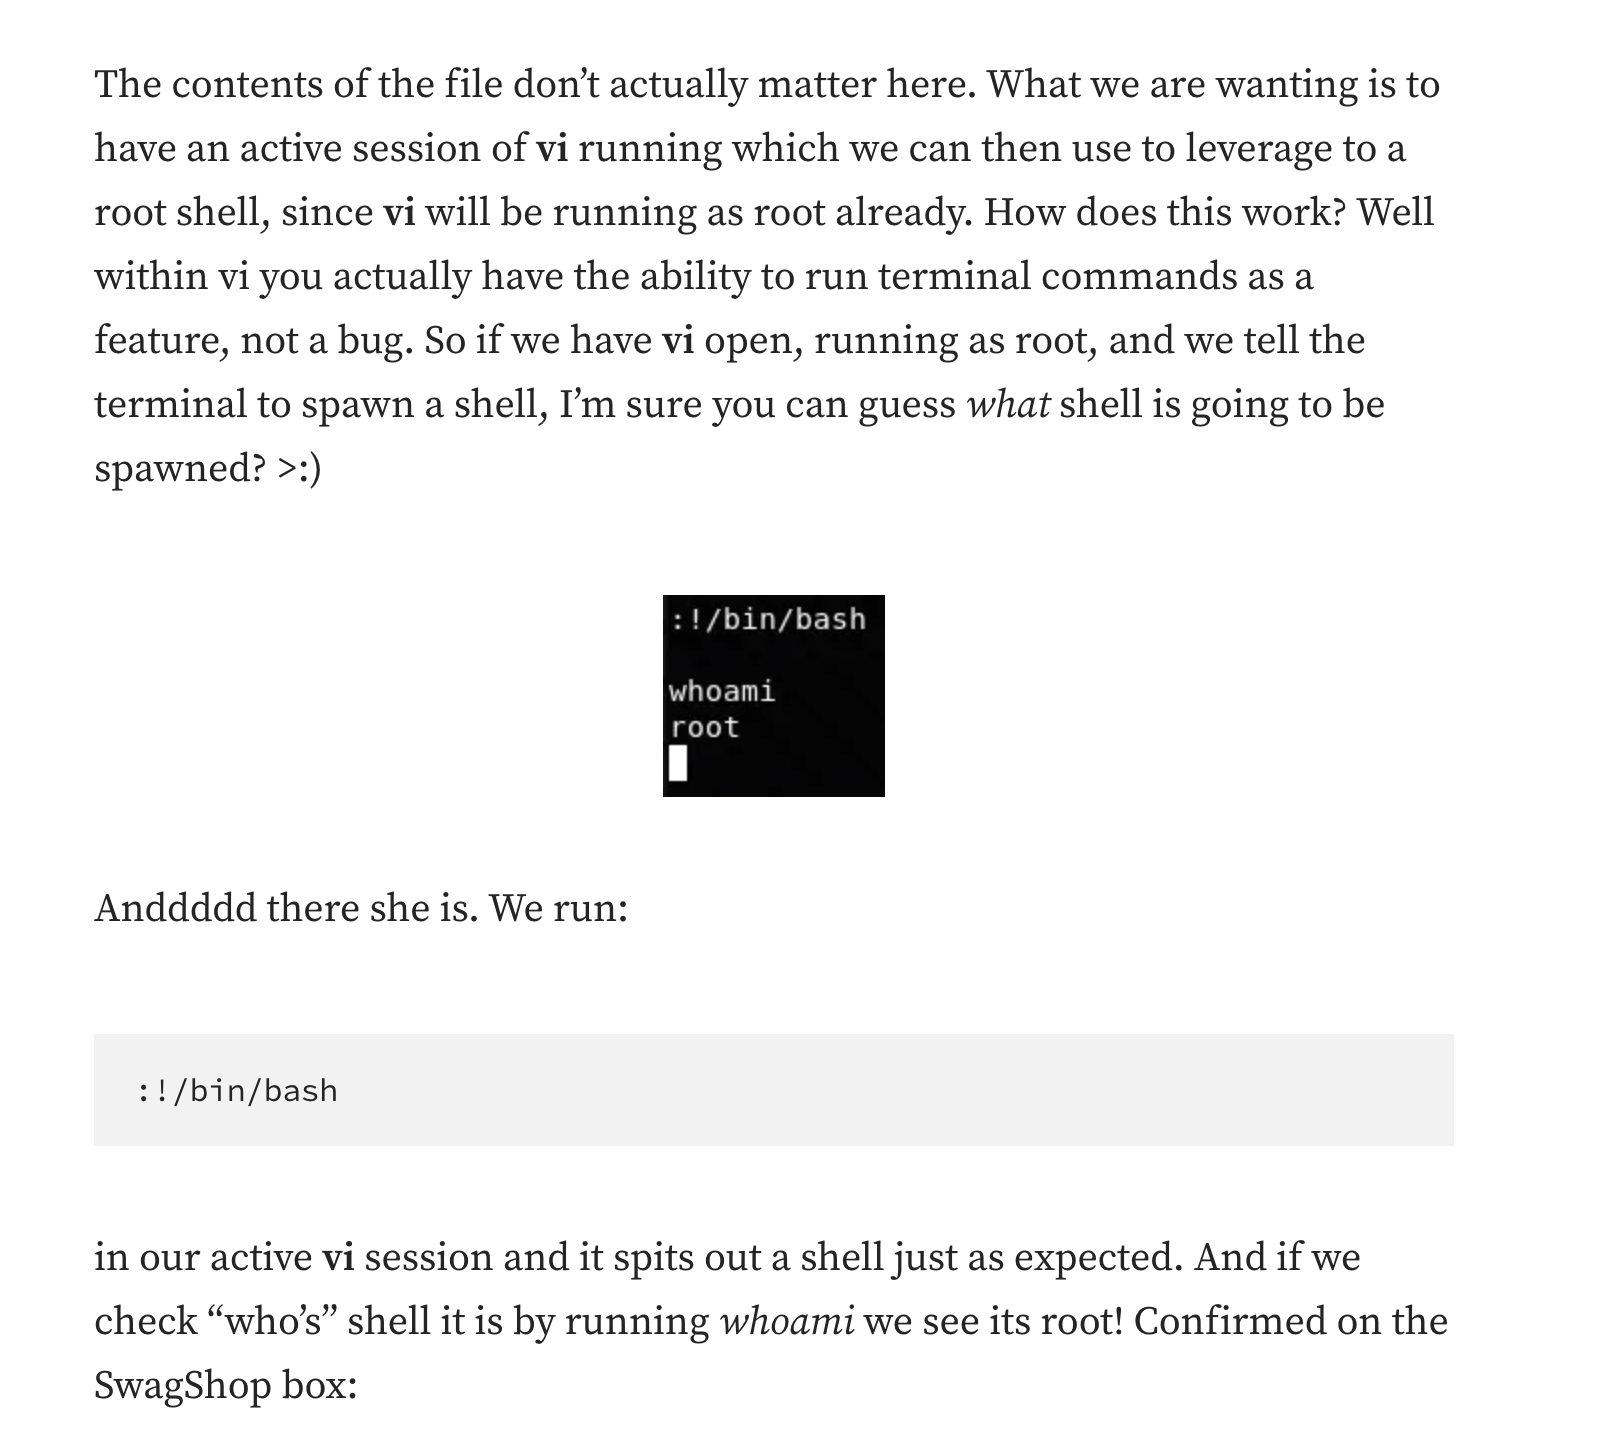 The contents of the file don’t actually matter here. What we are wanting is to
have an active session of vi running which we can then use to leverage to a
root shell, since vi will be running as root already. How does this work? Well
within vi you actually have the ability to run terminal commands as a
feature, not a bug. So if we have vi open, running as root, and we tell the
terminal to spawn a shell, I’m sure you can guess what shell is going to be
spawned? >:)
:!/bin/bash
whoami
root
Anddddd there she is. We run:
:!/bin/bash
in our active vi session and it spits out a shell just as expected. And if we
check “who’s” shell it is by running whoami we see its root! Confirmed on the
SwagShop box: